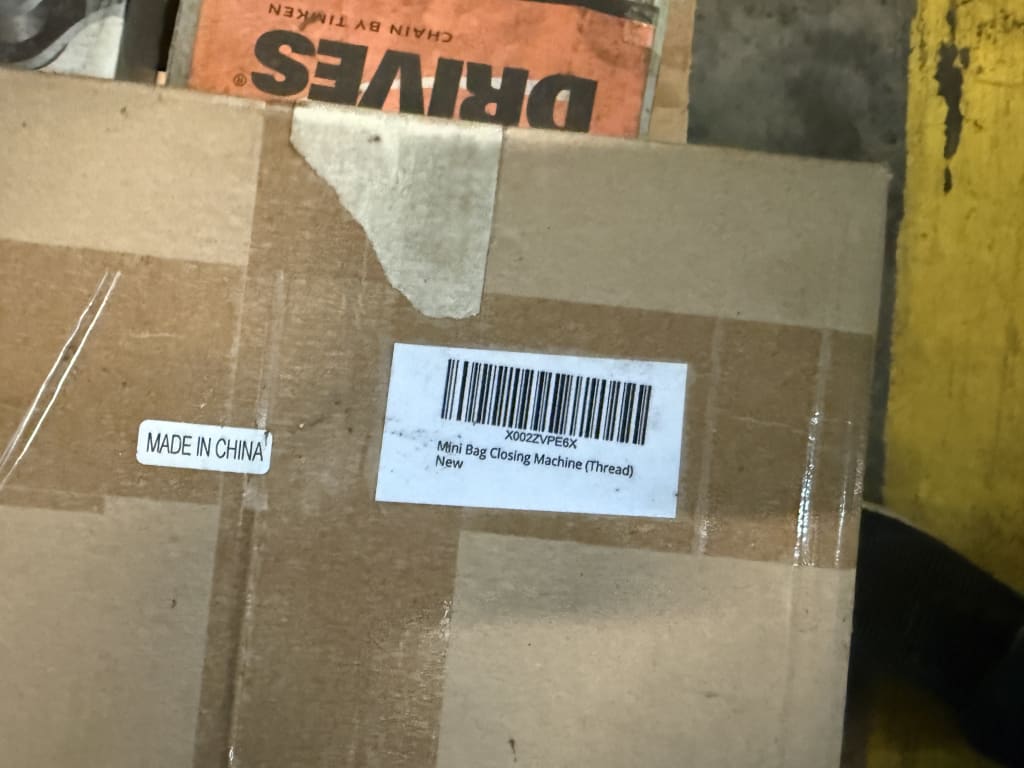 CHAIN BY TIMKEN
DRIVES®
MADE IN CHINA
X002ZVPE6X
Mini Bag Closing Machine (Thread)
New